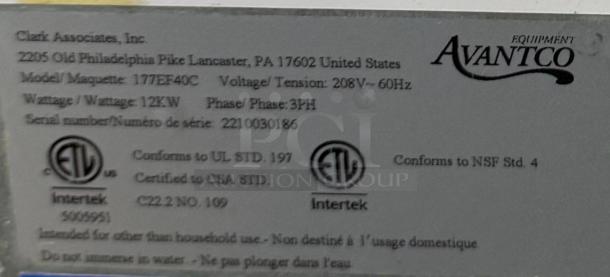 Clark Associates, Inc.
2205 Old Philadelphia Pike Lancaster, PA 17602 United States
EQUIPMENT
AVANTCO
Model/ Maquette: 177EF40C Voltage/ Tension: 208V~ 60Hz
Wattage / Wattage: 12KW Phase/ Phase: 3PH
Serial number/Numéro de série: 2210030186
PCI
AUCTION GROUP
ETL
C US
Intertek
5005951
Conforms to UL STD. 197
Certified to CSA STD.
C22.2 NO. 109
ETL
Intertek
Conforms to NSF Std. 4
Intended for other than household use.- Non destiné à l'usage domestique
Do not immerse in water.- Ne pas plonger dans l'eau.